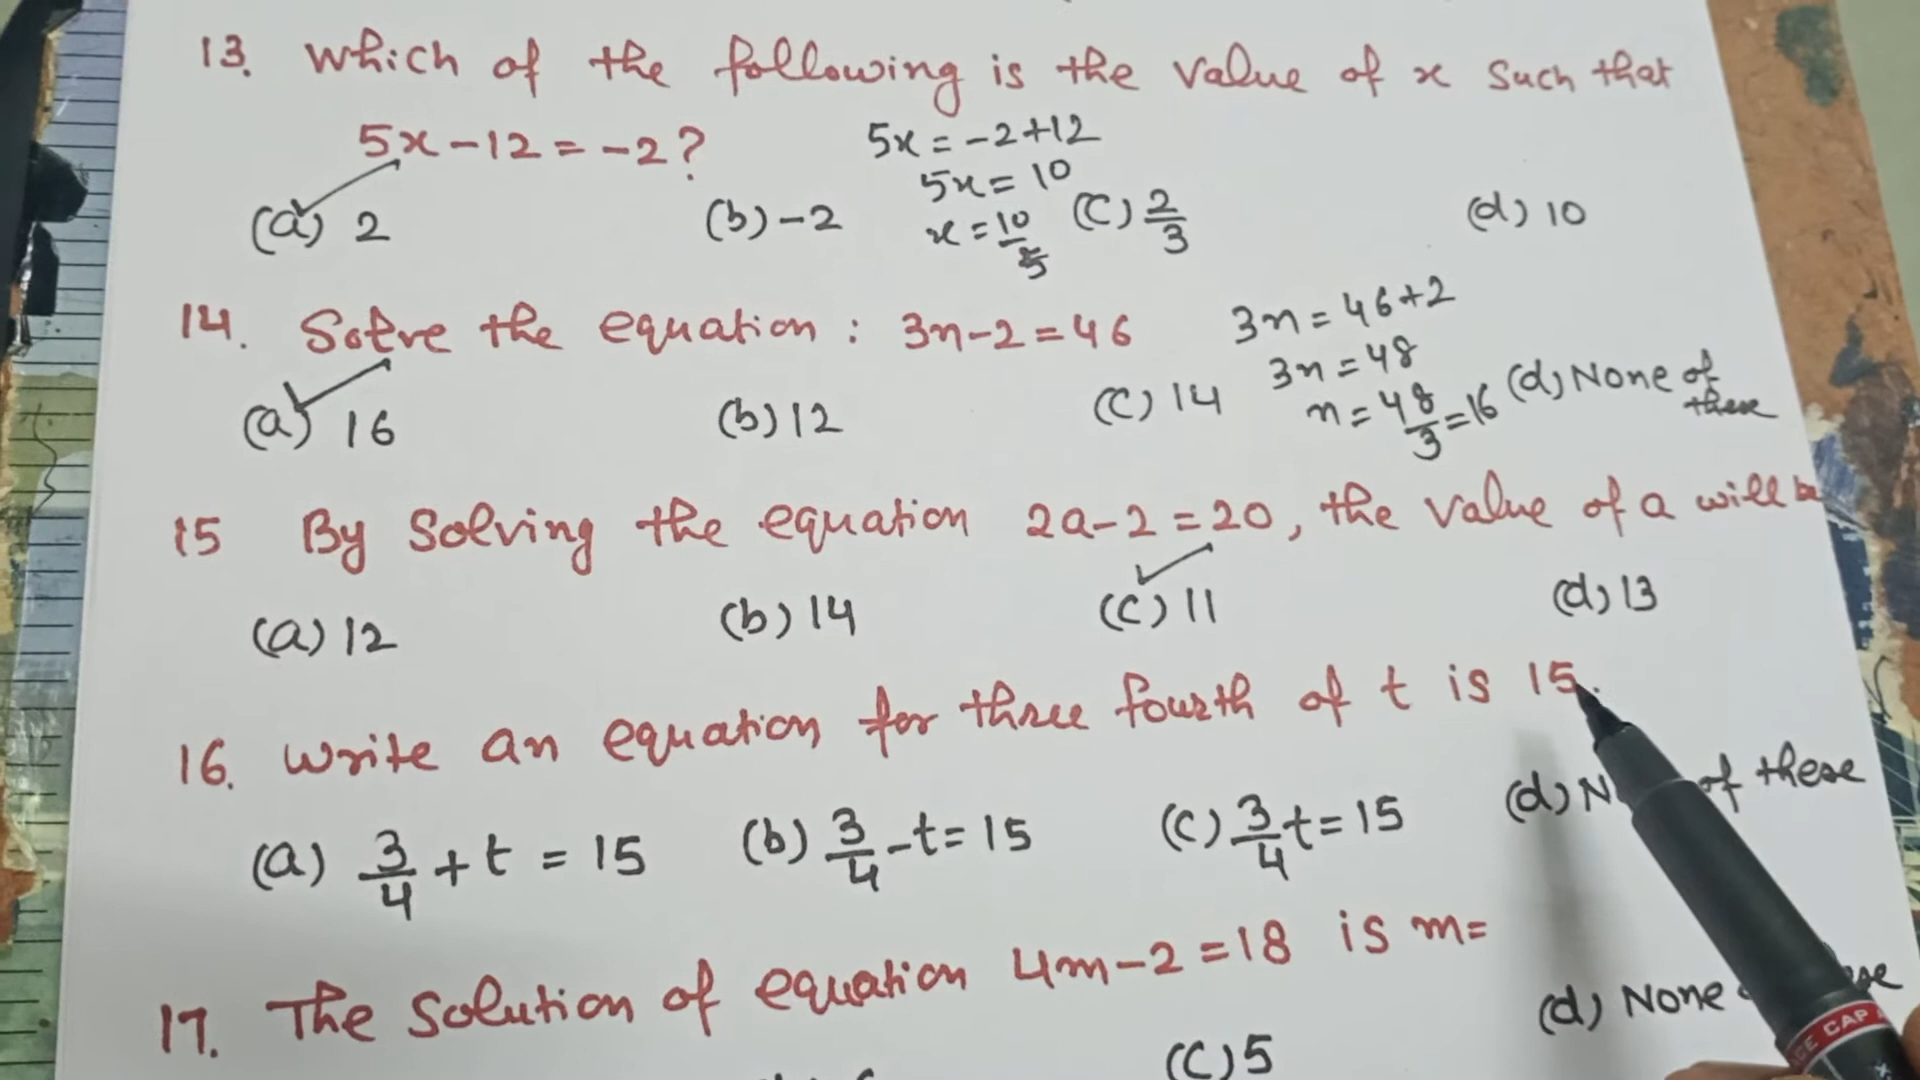 13. Which of the following is the value of x such that
5x-12=-2?
5x=-2+12
5x=10
x=10/5
(a) 2 (b) -2 (c) 2/3 (d) 10
14. Solve the equation: 3n-2=46
3n=46+2
3n=48
n=48/3=16
(a) 16 (b) 12 (c) 14 (d) None of these
15 By solving the equation 2a-2=20, the value of a will be
(a) 12 (b) 14 (c) 11 (d) 13
16. Write an equation for three fourth of t is 15.
(a) 3/4+t=15 (b) 3/4-t=15 (c) 3/4t=15 (d) of these
17. The solution of equation 4m-2=18 is m=
(c) 5 (d) None
CAP